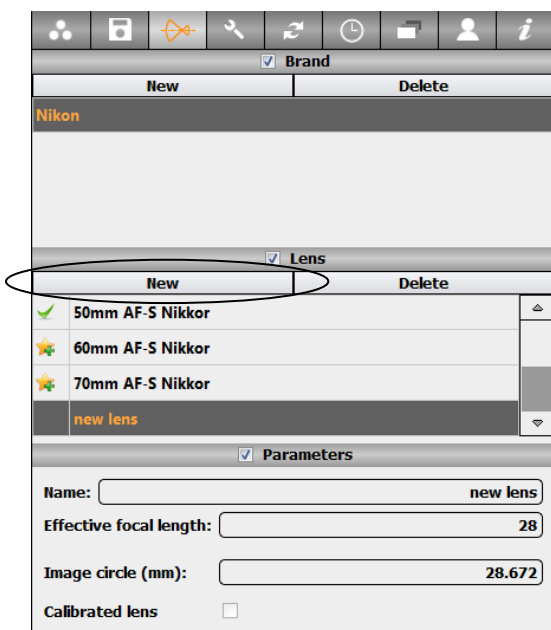 i
Brand
New Delete
Nikon
Lens
New Delete
50mm AF-S Nikkor
60mm AF-S Nikkor
70mm AF-S Nikkor
new lens
Parameters
Name: new lens
Effective focal length: 28
Image circle (mm): 28.672
Calibrated lens